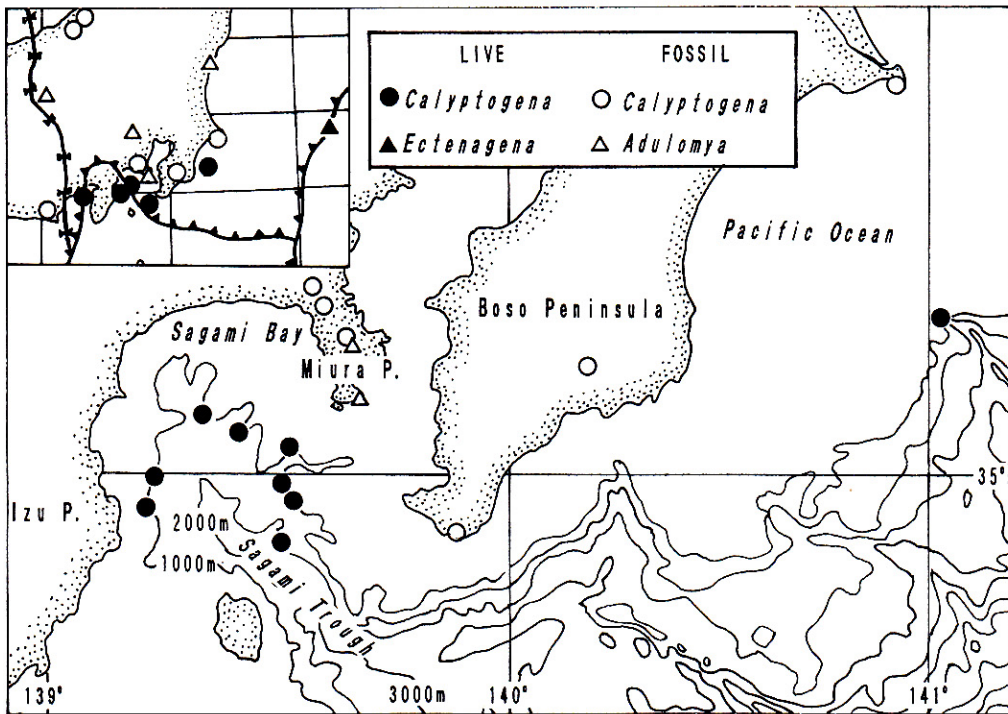 LIVE FOSSIL
Calyptogena Calyptogena
Ectenagena Adulomya
Pacific Ocean
Boso Peninsula
Sagami Bay
Miura P.
35°
Izu P.
2000m
1000m
Sagami Trough
3000m
139° 140° 141°